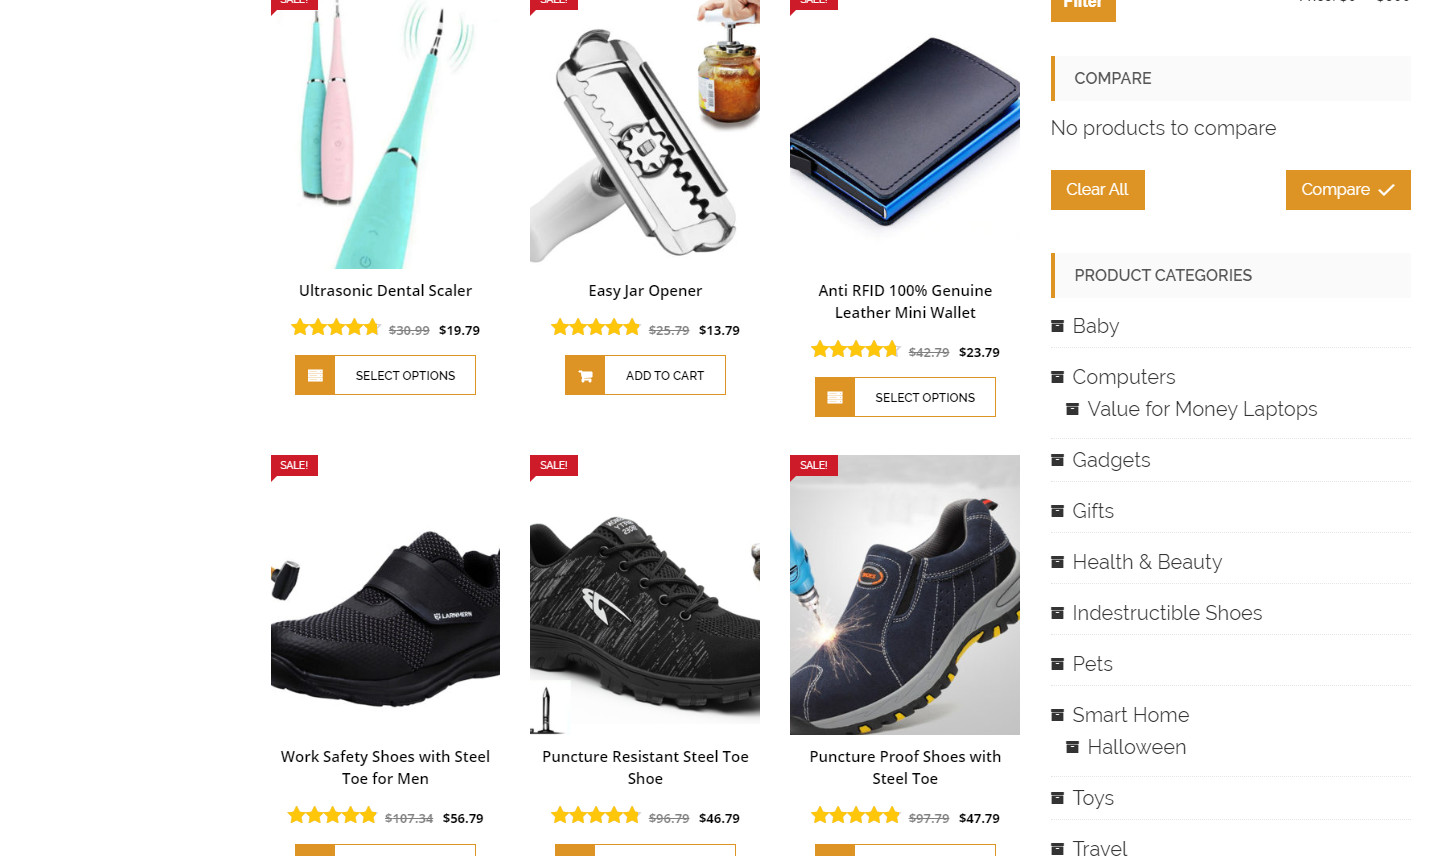 SALE!
SALE!
SALE!
Filter
Ultrasonic Dental Scaler
$30.99 $19.79
SELECT OPTIONS
Easy Jar Opener
$25.79 $13.79
ADD TO CART
Anti RFID 100% Genuine
Leather Mini Wallet
$42.79 $23.79
SELECT OPTIONS
SALE!
LARNMERN
Work Safety Shoes with Steel
Toe for Men
$107.34 $56.79
SALE!
Puncture Resistant Steel Toe
Shoe
$96.79 $46.79
SALE!
Puncture Proof Shoes with
Steel Toe
$97.79 $47.79
COMPARE
No products to compare
Clear All
Compare
PRODUCT CATEGORIES
Baby
Computers
Value for Money Laptops
Gadgets
Gifts
Health & Beauty
Indestructible Shoes
Pets
Smart Home
Halloween
Toys
Travel